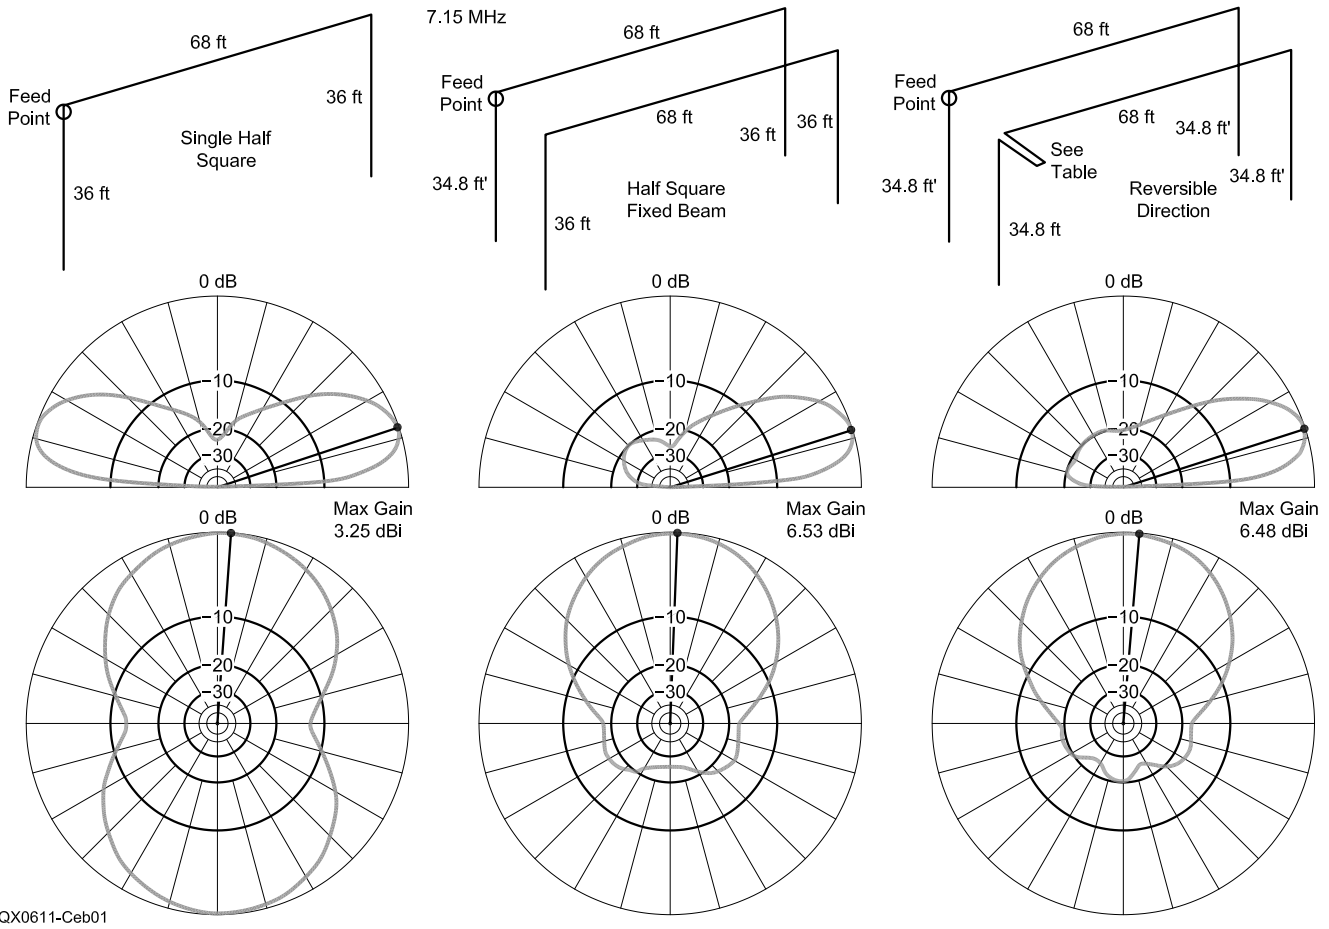 68 ft
Feed
Point
36 ft
Single Half
Square
36 ft
7.15 MHz
68 ft
Feed
Point
68 ft
36 ft
36 ft
34.8 ft'
Half Square
Fixed Beam
36 ft
68 ft
Feed
Point
68 ft
34.8 ft'
See
Table
34.8 ft'
34.8 ft'
Reversible
Direction
34.8 ft
0 dB
−10
−20
−30
0 dB
−10
−20
−30
0 dB
−10
−20
−30
Max Gain
3.25 dBi
Max Gain
6.53 dBi
Max Gain
6.48 dBi
0 dB
−10
−20
−30
0 dB
−10
−20
−30
0 dB
−10
−20
−30
QX0611-Ceb01